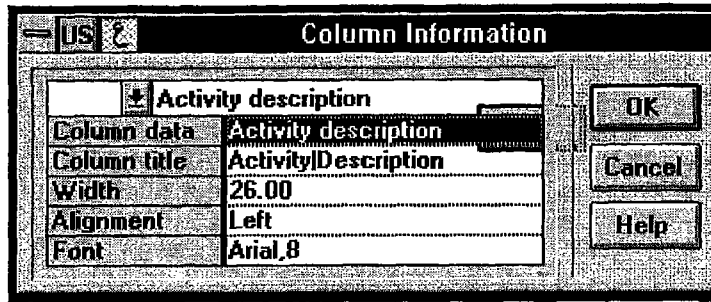 US ع Column Information
Activity description
Column data Activity description
Column title Activity|Description
Width 26.00
Alignment Left
Font Arial,8
OK
Cancel
Help